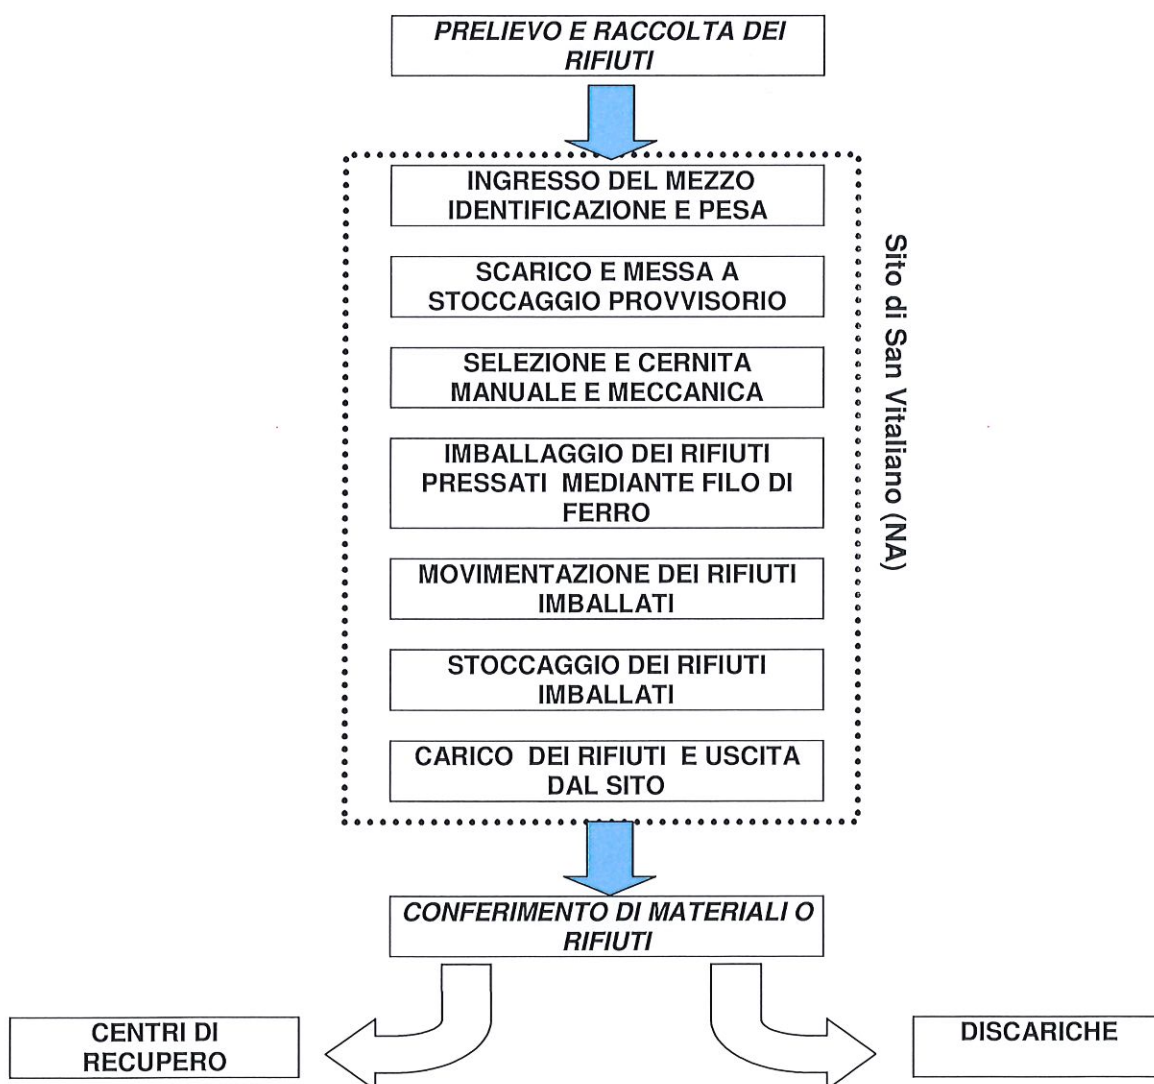 PRELIEVO E RACCOLTA DEI
RIFIUTI
INGRESSO DEL MEZZO
IDENTIFICAZIONE E PESA
SCARICO E MESSA A
STOCCAGGIO PROVVISORIO
SELEZIONE E CERNITA
MANUALE E MECCANICA
IMBALLAGGIO DEI RIFIUTI
PRESSATI MEDIANTE FILO DI
FERRO
MOVIMENTAZIONE DEI RIFIUTI
IMBALLATI
STOCCAGGIO DEI RIFIUTI
IMBALLATI
CARICO DEI RIFIUTI E USCITA
DAL SITO
Sito di San Vitaliano (NA)
CONFERIMENTO DI MATERIALI O
RIFIUTI
CENTRI DI
RECUPERO
DISCARICHE